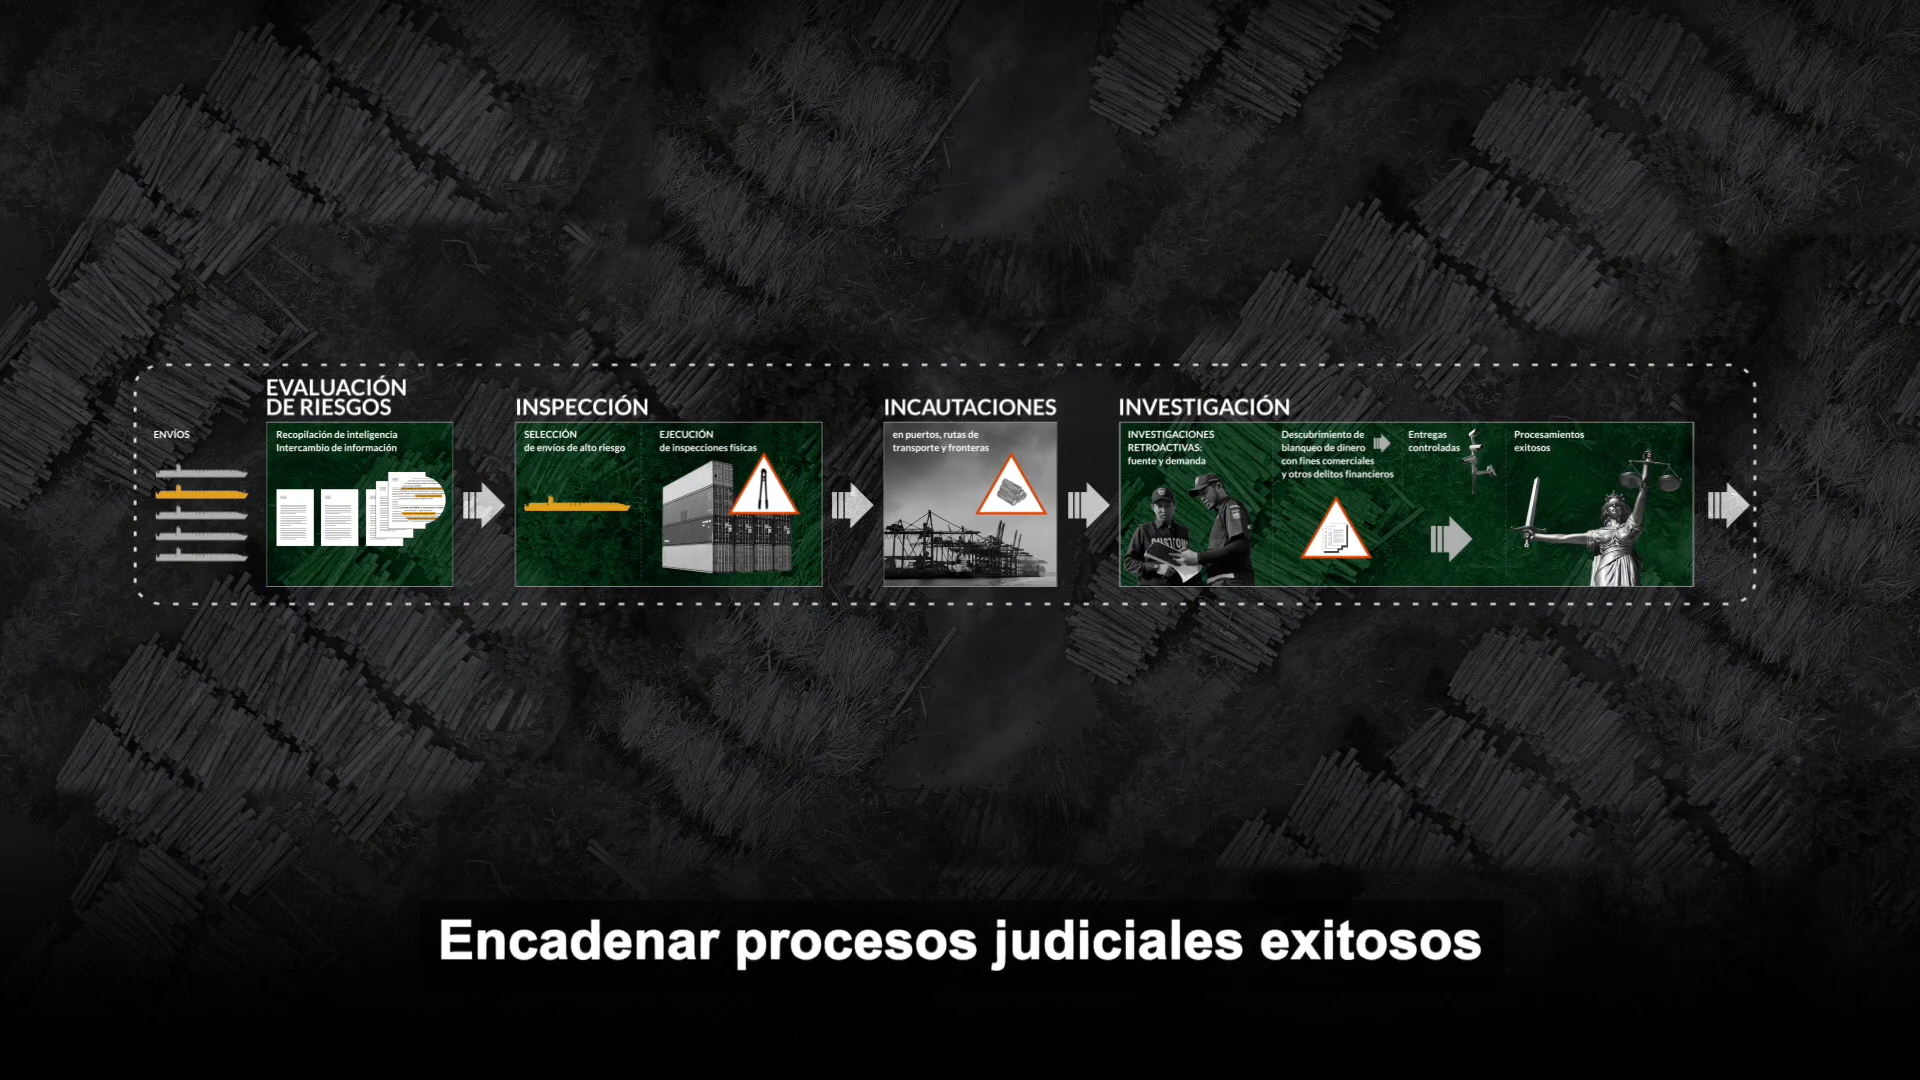 ENVÍOS
EVALUACIÓN
DE RIESGOS
Recopilación de inteligencia
Intercambio de información
INSPECCIÓN
SELECCIÓN
de envíos de alto riesgo
EJECUCIÓN
de inspecciones físicas
INCAUTACIONES
en puertos, rutas de
transporte y fronteras
INVESTIGACIÓN
INVESTIGACIONES
RETROACTIVAS:
fuente y demanda
Descubrimiento de
blanqueo de dinero
con fines comerciales
y otros delitos financieros
Entregas
controladas
Procesamientos
exitosos
Encadenar procesos judiciales exitosos